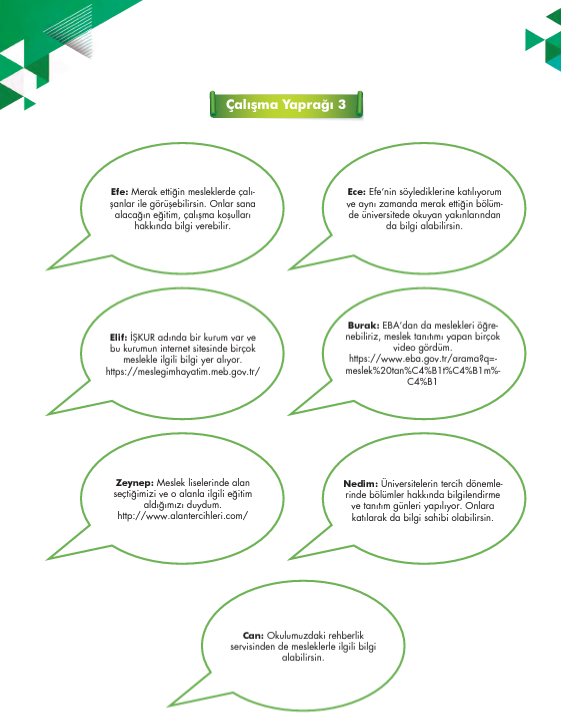 Çalışma Yaprağı 3
Efe: Merak ettiğin mesleklerde çalı-
şanlar ile görüşebilirsin. Onlar sana
alacağın eğitim, çalışma koşulları
hakkında bilgi verebilir.
Ece: Efe’nin söylediklerine katılıyorum
ve aynı zamanda merak ettiğin bölüm-
de üniversitede okuyan yakınlarından
da bilgi alabilirsin.
Elif: İŞKUR adında bir kurum var ve
bu kurumun internet sitesinde birçok
meslekle ilgili bilgi yer alıyor.
https://meslegimhayatim.meb.gov.tr/
Burak: EBA’dan da meslekleri öğre-
nebiliriz, meslek tanıtımı yapan birçok
video gördüm.
https://www.eba.gov.tr/arama?q=-
meslek%20tan%C4%B1t%C4%B1m%-
C4%B1
Zeynep: Meslek liselerinde alan
seçtiğimizi ve o alanla ilgili eğitim
aldığımızı duydum.
http://www.alantercihleri.com/
Nedim: Üniversitelerin tercih dönemle-
rinde bölümler hakkında bilgilendirme
ve tanıtım günleri yapılıyor. Onlara
katılarak da bilgi sahibi olabilirsin.
Can: Okulumuzdaki rehberlik
servisinden de mesleklerle ilgili bilgi
alabilirsin.